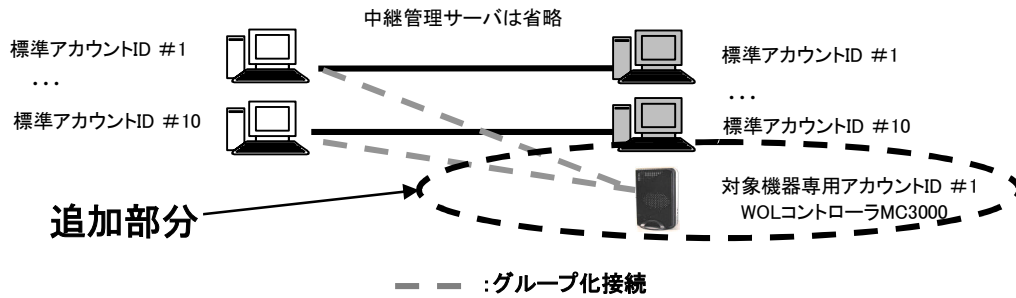 中継管理サーバは省略
標準アカウントID #1
標準アカウントID #1
...
...
標準アカウントID #10
標準アカウントID #10
対象機器専用アカウントID #1
WOLコントローラMC3000
追加部分
:グループ化接続